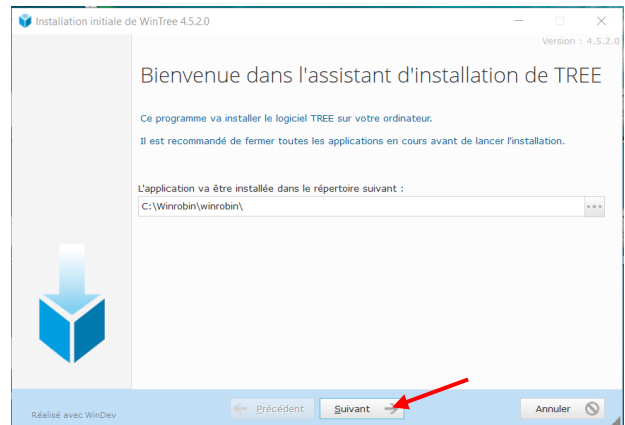 Installation initiale de WinTree 4.5.2.0
Version : 4.5.2.0
Bienvenue dans l'assistant d'installation de TREE
Ce programme va installer le logiciel TREE sur votre ordinateur.
Il est recommandé de fermer toutes les applications en cours avant de lancer l'installation.
L'application va être installée dans le répertoire suivant :
C:\Winrobin\winrobin\
Réalisé avec WinDev
Précédent
Suivant
Annuler